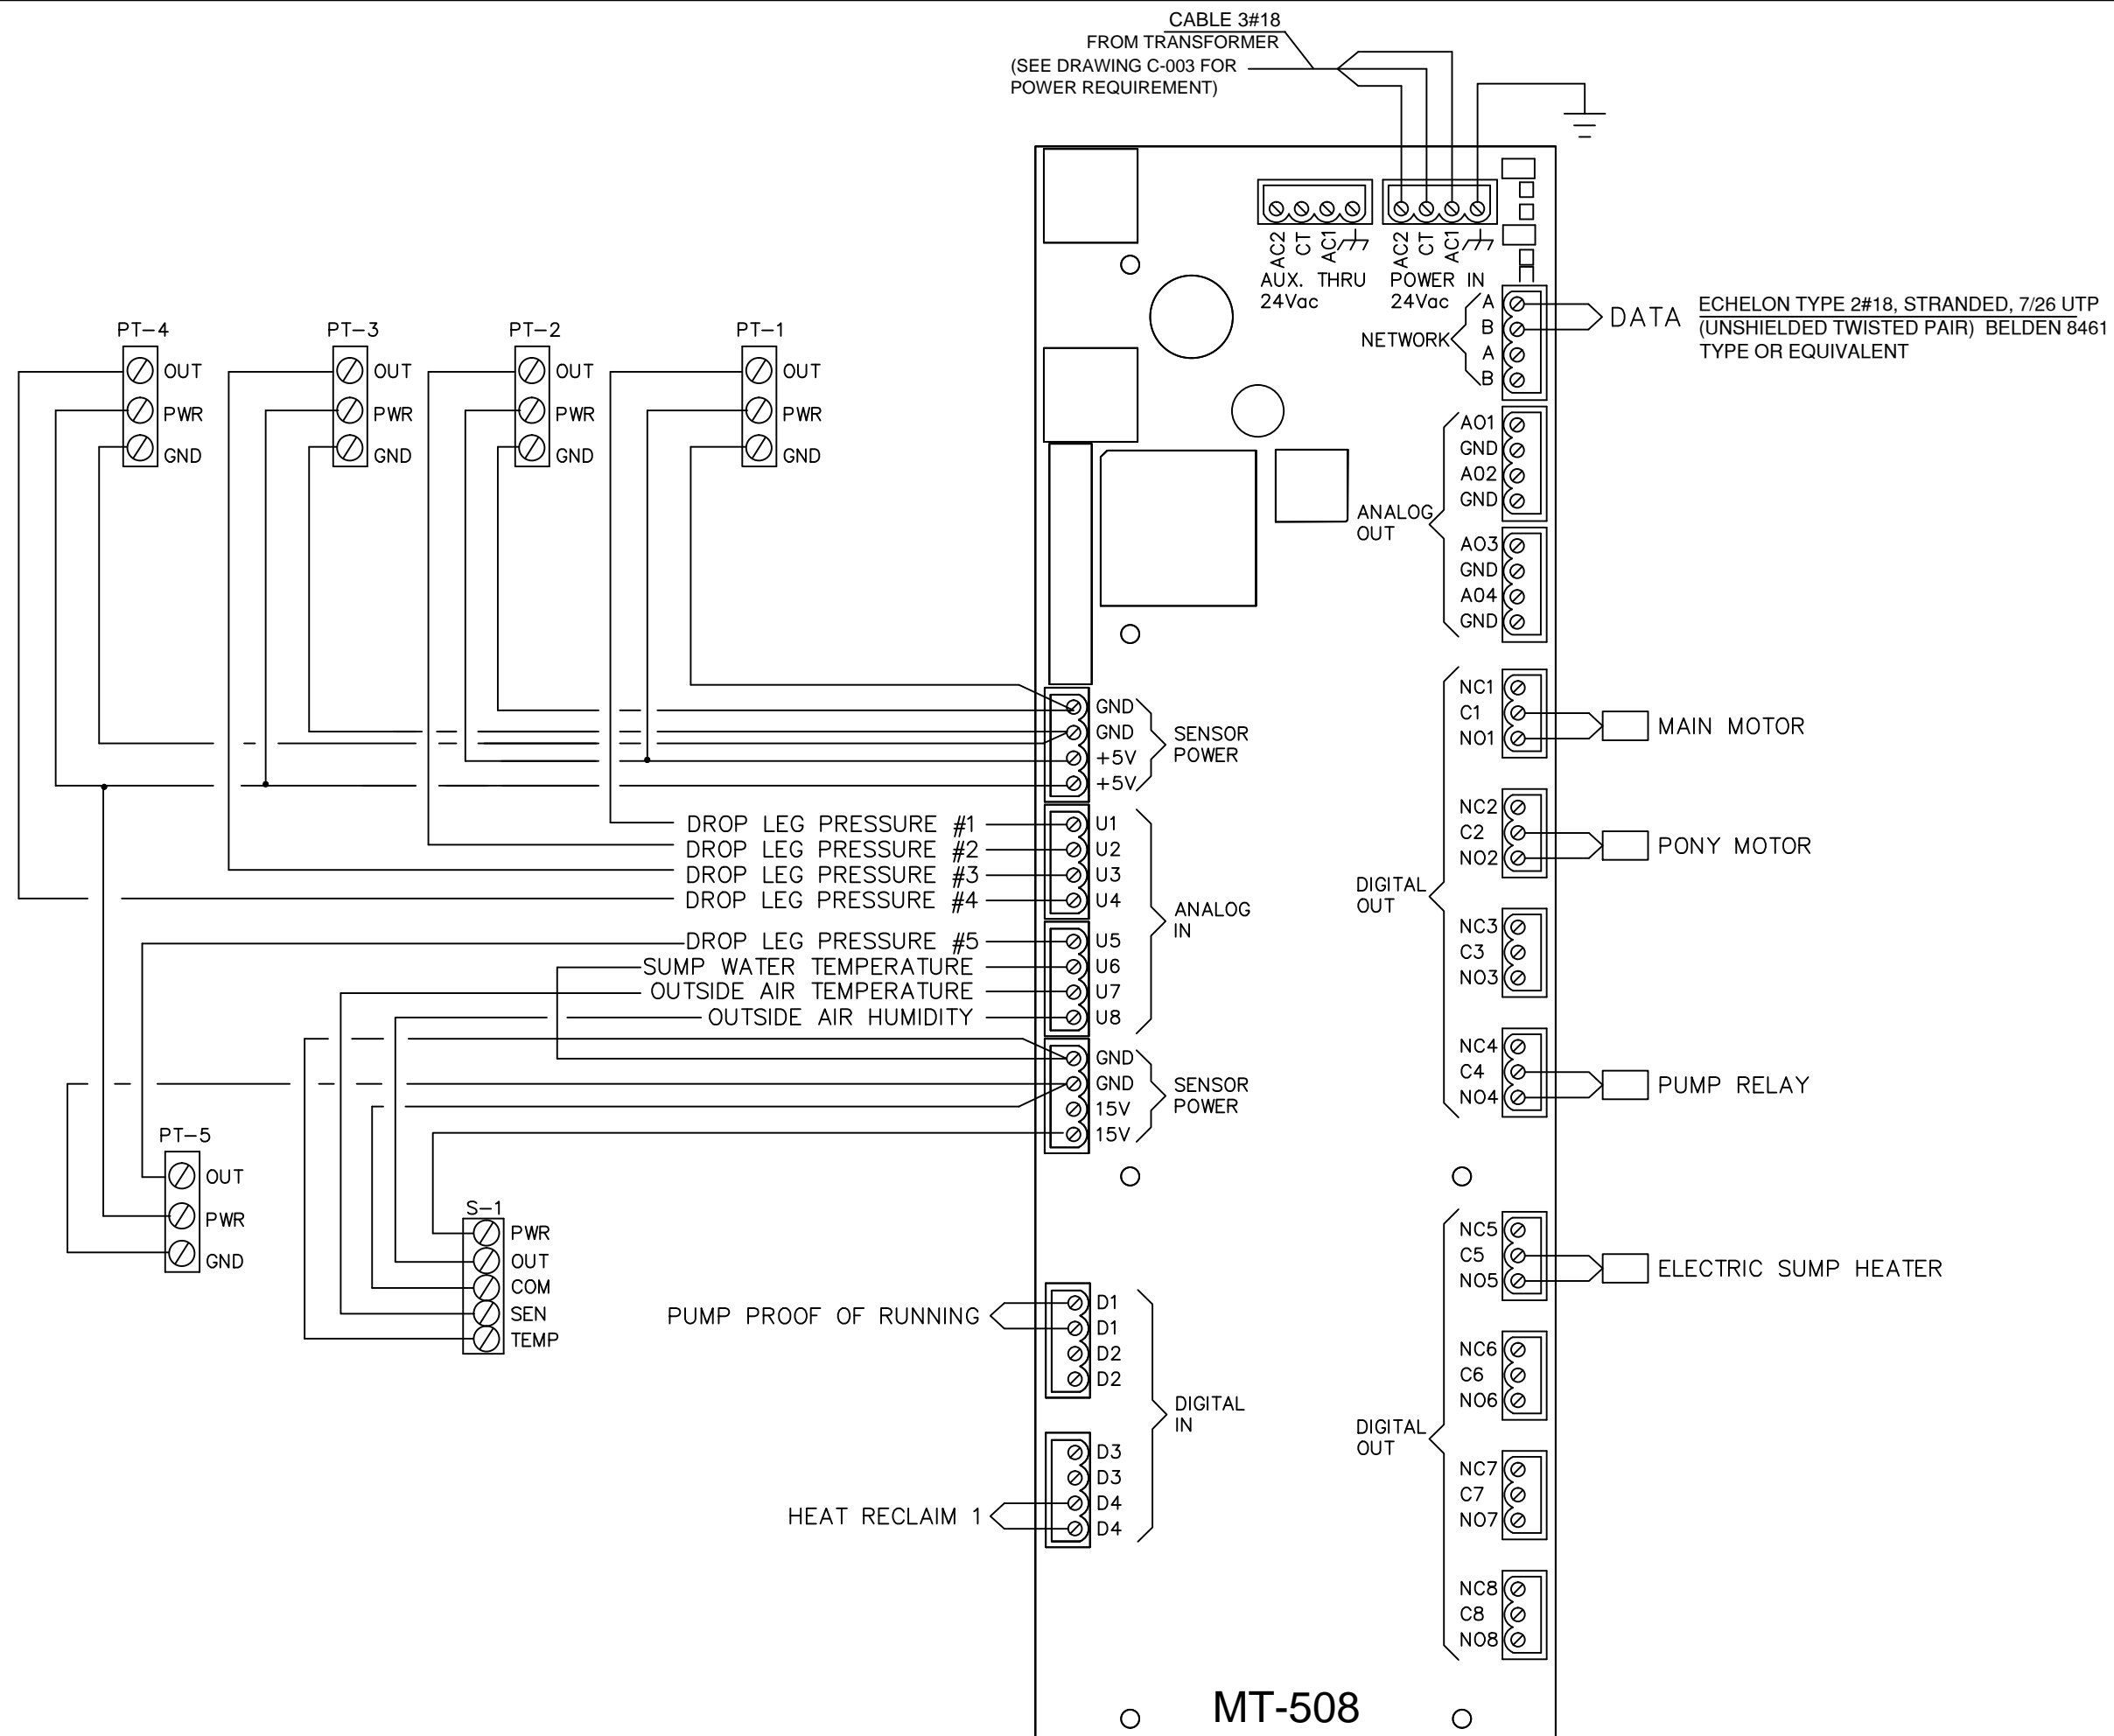 CABLE 3#18
FROM TRANSFORMER
(SEE DRAWING C-003 FOR
POWER REQUIREMENT)
AC2 CT AC1
AUX. THRU
24Vac
AC2 CT AC1
POWER IN
24Vac
NETWORK
A
B
A
B
DATA
ECHELON TYPE 2#18, STRANDED, 7/26 UTP
(UNSHIELDED TWISTED PAIR) BELDEN 8461
TYPE OR EQUIVALENT
PT-4
OUT
PWR
GND
PT-3
OUT
PWR
GND
PT-2
OUT
PWR
GND
PT-1
OUT
PWR
GND
ANALOG
OUT
AO1
GND
AO2
GND
AO3
GND
AO4
GND
GND
GND
+5V
+5V
SENSOR
POWER
DROP LEG PRESSURE #1
DROP LEG PRESSURE #2
DROP LEG PRESSURE #3
DROP LEG PRESSURE #4
DROP LEG PRESSURE #5
SUMP WATER TEMPERATURE
OUTSIDE AIR TEMPERATURE
OUTSIDE AIR HUMIDITY
U1
U2
U3
U4
U5
U6
U7
U8
ANALOG
IN
GND
GND
15V
15V
SENSOR
POWER
DIGITAL
OUT
NC1
C1
NO1
MAIN MOTOR
NC2
C2
NO2
PONY MOTOR
NC3
C3
NO3
NC4
C4
NO4
PUMP RELAY
PT-5
OUT
PWR
GND
S-1
PWR
OUT
COM
SEN
TEMP
PUMP PROOF OF RUNNING
D1
D1
D2
D2
DIGITAL
IN
HEAT RECLAIM 1
D3
D3
D4
D4
DIGITAL
OUT
NC5
C5
NO5
ELECTRIC SUMP HEATER
NC6
C6
NO6
NC7
C7
NO7
NC8
C8
NO8
MT-508